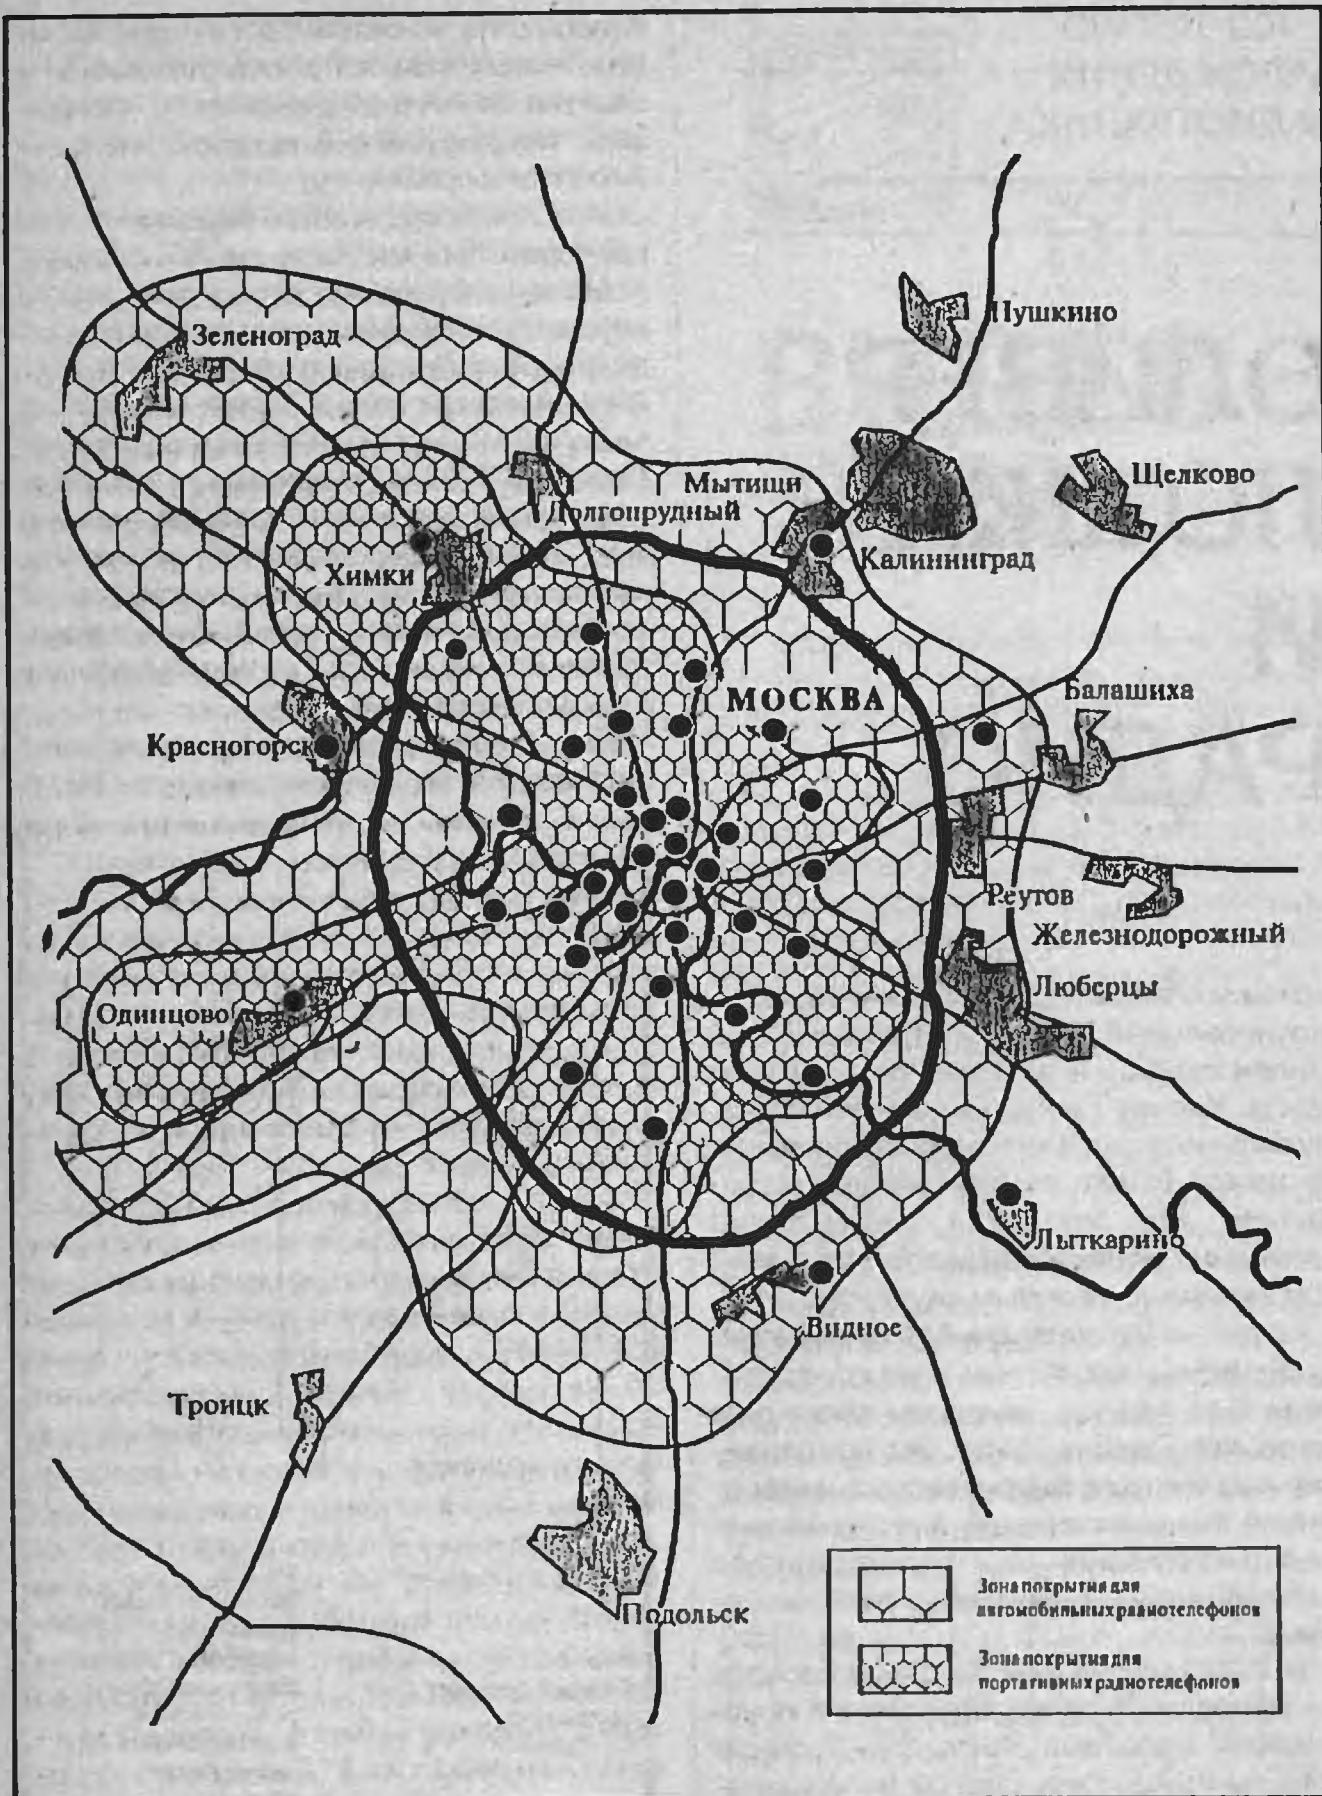 Пушкино
Зеленоград
Мытищи
Щелково
Долгопрудный
Калининград
Химки
Балашиха
МОСКВА
Красногорск
Реутов
Железнодорожный
Люберцы
Одинцово
Лыткарино
Видное
Троицк
Подольск
Зона покрытия для
автомобильных радиотелефонов
Зона покрытия для
портативных радиотелефонов